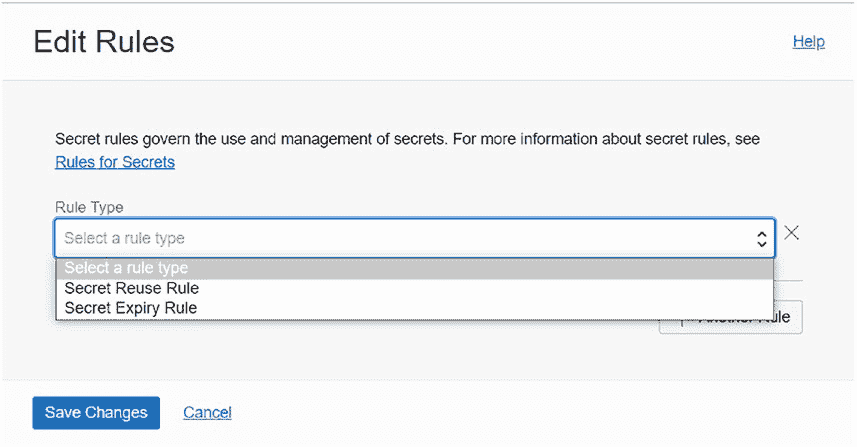 Edit Rules
Help
Secret rules govern the use and management of secrets. For more information about secret rules, see
Rules for Secrets
Rule Type
Select a rule type
Select a rule type
Secret Reuse Rule
Secret Expiry Rule
Another Rule
Save Changes
Cancel